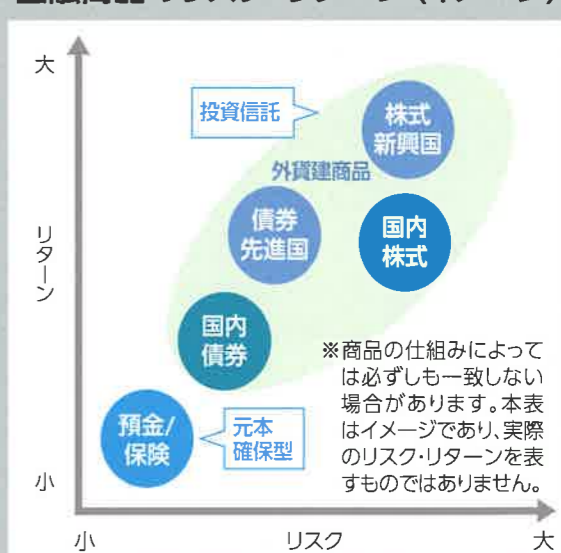 大
投資信託
株式
新興国
外貨建商品
債券
先進国
国内
株式
リターン
国内
債券
※商品の仕組みによって
は必ずしも一致しない
場合があります。本表
はイメージであり、実際
のリスク・リターンを表
すものではありません。
預金/
保険
元本
確保型
小
小
リスク
大